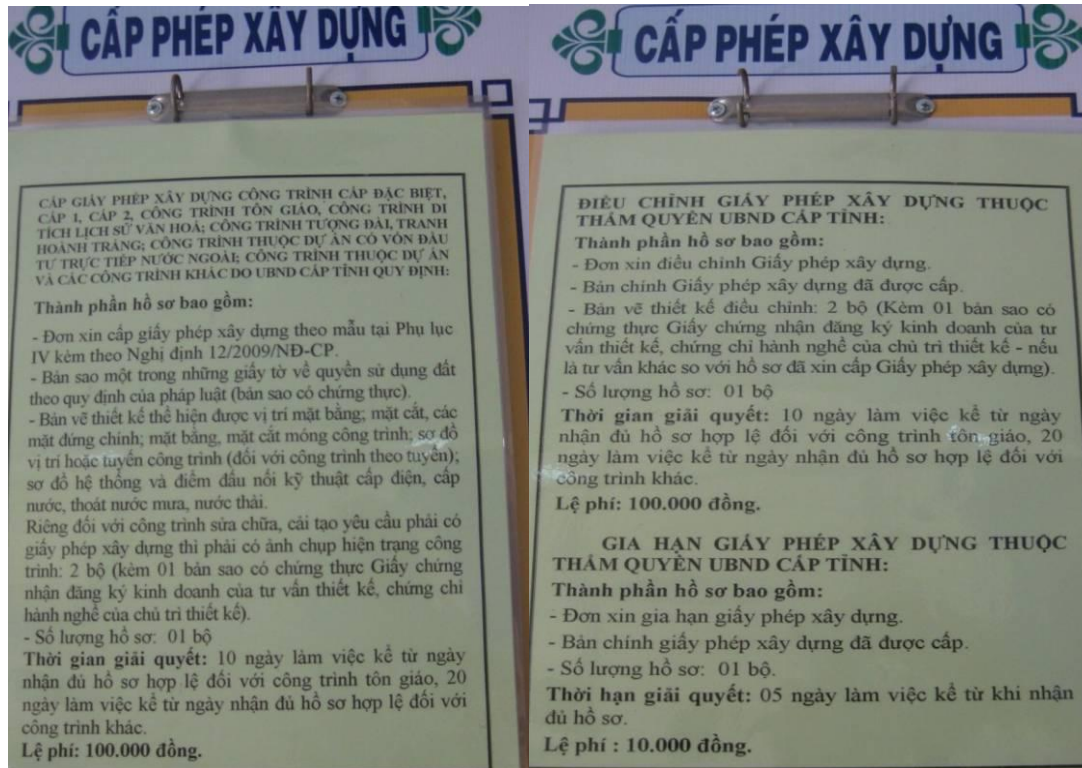 CẤP PHÉP XÂY DỰNG
CẤP GIẤY PHÉP XÂY DỰNG CÔNG TRÌNH CẤP ĐẶC BIỆT,
CẤP 1, CẤP 2, CÔNG TRÌNH TÔN GIÁO, CÔNG TRÌNH DI
TÍCH LỊCH SỬ VĂN HOÁ; CÔNG TRÌNH TƯỢNG ĐÀI, TRANH
HOÀNH TRÁNG; CÔNG TRÌNH THUỘC DỰ ÁN CÓ VỐN ĐẦU
TƯ TRỰC TIẾP NƯỚC NGOÀI; CÔNG TRÌNH THUỘC DỰ ÁN
VÀ CÁC CÔNG TRÌNH KHÁC DO UBND CẤP TỈNH QUY ĐỊNH:
Thành phần hồ sơ bao gồm:
- Đơn xin cấp giấy phép xây dựng theo mẫu tại Phụ lục
IV kèm theo Nghị định 12/2009/NĐ-CP.
- Bản sao một trong những giấy tờ về quyền sử dụng đất
theo quy định của pháp luật (bản sao có chứng thực).
- Bản vẽ thiết kế thể hiện được vị trí mặt bằng; mặt cắt, các
mặt đứng chính; mặt bằng, mặt cắt móng công trình; sơ đồ
vị trí hoặc tuyến công trình (đối với công trình theo tuyến);
sơ đồ hệ thống và điểm đấu nối kỹ thuật cấp điện, cấp
nước, thoát nước mưa, nước thải.
Riêng đối với công trình sửa chữa, cải tạo yêu cầu phải có
giấy phép xây dựng thì phải có ảnh chụp hiện trạng công
trình: 2 bộ (kèm 01 bản sao có chứng thực Giấy chứng
nhận đăng ký kinh doanh của tư vấn thiết kế, chứng chỉ
hành nghề của chủ trì thiết kế).
- Số lượng hồ sơ: 01 bộ
Thời gian giải quyết: 10 ngày làm việc kể từ ngày
nhận đủ hồ sơ hợp lệ đối với công trình tôn giáo, 20
ngày làm việc kể từ ngày nhận đủ hồ sơ hợp lệ đối với
công trình khác.
Lệ phí: 100.000 đồng.
CẤP PHÉP XÂY DỰNG
ĐIỀU CHỈNH GIẤY PHÉP XÂY DỰNG THUỘC
THẨM QUYỀN UBND CẤP TỈNH:
Thành phần hồ sơ bao gồm:
- Đơn xin điều chỉnh Giấy phép xây dựng.
- Bản chính Giấy phép xây dựng đã được cấp.
- Bản vẽ thiết kế điều chỉnh: 2 bộ (Kèm 01 bản sao có
chứng thực Giấy chứng nhận đăng ký kinh doanh của tư
vấn thiết kế, chứng chỉ hành nghề của chủ trì thiết kế - nếu
là tư vấn khác so với hồ sơ đã xin cấp Giấy phép xây dựng).
- Số lượng hồ sơ: 01 bộ
Thời gian giải quyết: 10 ngày làm việc kể từ ngày
nhận đủ hồ sơ hợp lệ đối với công trình tôn giáo, 20
ngày làm việc kể từ ngày nhận đủ hồ sơ hợp lệ đối với
công trình khác.
Lệ phí: 100.000 đồng.
GIA HẠN GIẤY PHÉP XÂY DỰNG THUỘC
THẨM QUYỀN UBND CẤP TỈNH:
Thành phần hồ sơ bao gồm:
- Đơn xin gia hạn giấy phép xây dựng.
- Bản chính giấy phép xây dựng đã được cấp.
- Số lượng hồ sơ: 01 bộ.
Thời hạn giải quyết: 05 ngày làm việc kể từ khi nhận
đủ hồ sơ.
Lệ phí : 10.000 đồng.